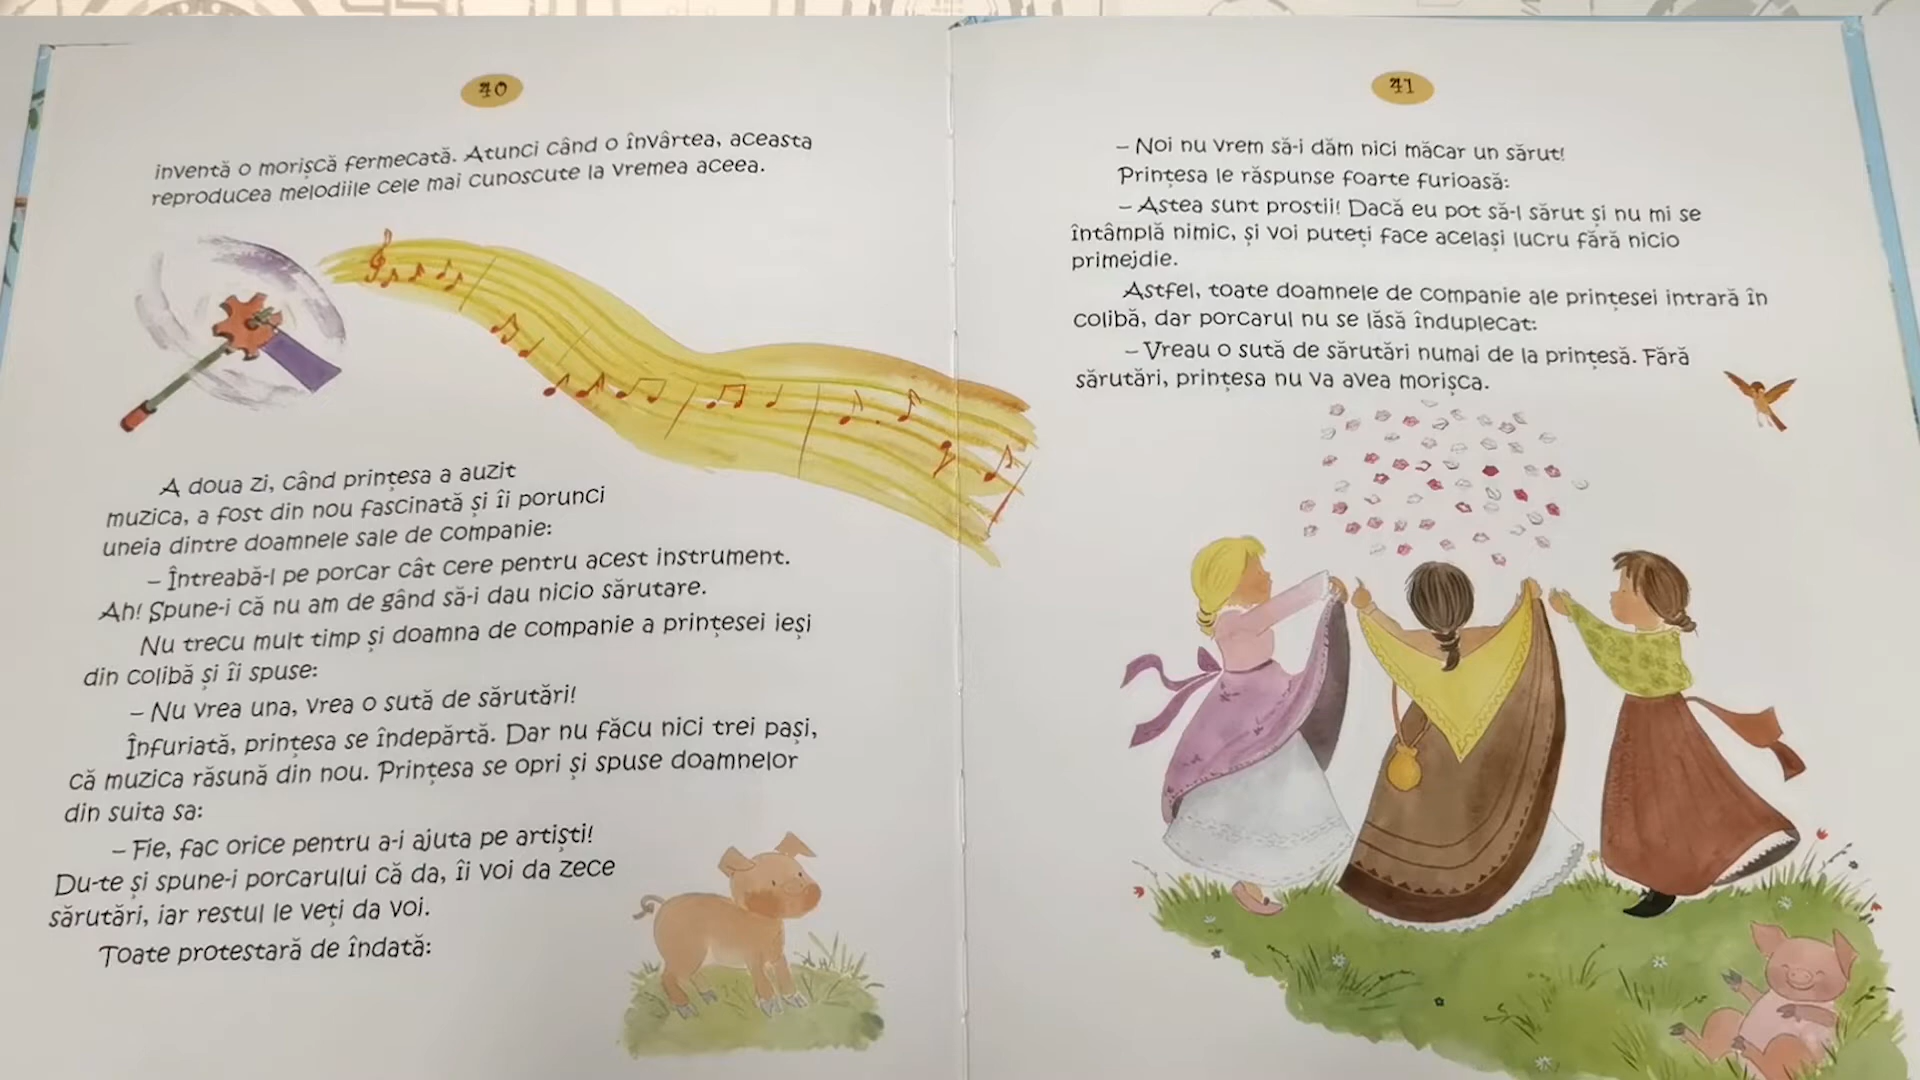 40
inventă o morișcă fermecată. Atunci când o învârtea, aceasta
reproducea melodiile cele mai cunoscute la vremea aceea.
A doua zi, când prințesa a auzit
muzica, a fost din nou fascinată și îi porunci
uneia dintre doamnele sale de companie:
– Întreabă-l pe porcar cât cere pentru acest instrument.
Ah! Spune-i că nu am de gând să-i dau nicio sărutare.
Nu trecu mult timp și doamna de companie a prințesei ieși
din colibă și îi spuse:
– Nu vrea una, vrea o sută de sărutări!
Înfuriată, prințesa se îndepărtă. Dar nu făcu nici trei pași,
că muzica răsună din nou. Prințesa se opri și spuse doamnelor
din suita sa:
– Fie, fac orice pentru a-i ajuta pe artiști!
Du-te și spune-i porcarului că da, îi voi da zece
sărutări, iar restul le veți da voi.
Toate protestară de îndată:
41
– Noi nu vrem să-i dăm nici măcar un sărut!
Prințesa le răspunse foarte furioasă:
– Astea sunt prostii! Dacă eu pot să-l sărut și nu mi se
întâmplă nimic, și voi puteți face același lucru fără nicio
primejdie.
Astfel, toate doamnele de companie ale prințesei intrară în
colibă, dar porcarul nu se lăsă înduplecat:
– Vreau o sută de sărutări numai de la prințesă. Fără
sărutări, prințesa nu va avea morișca.